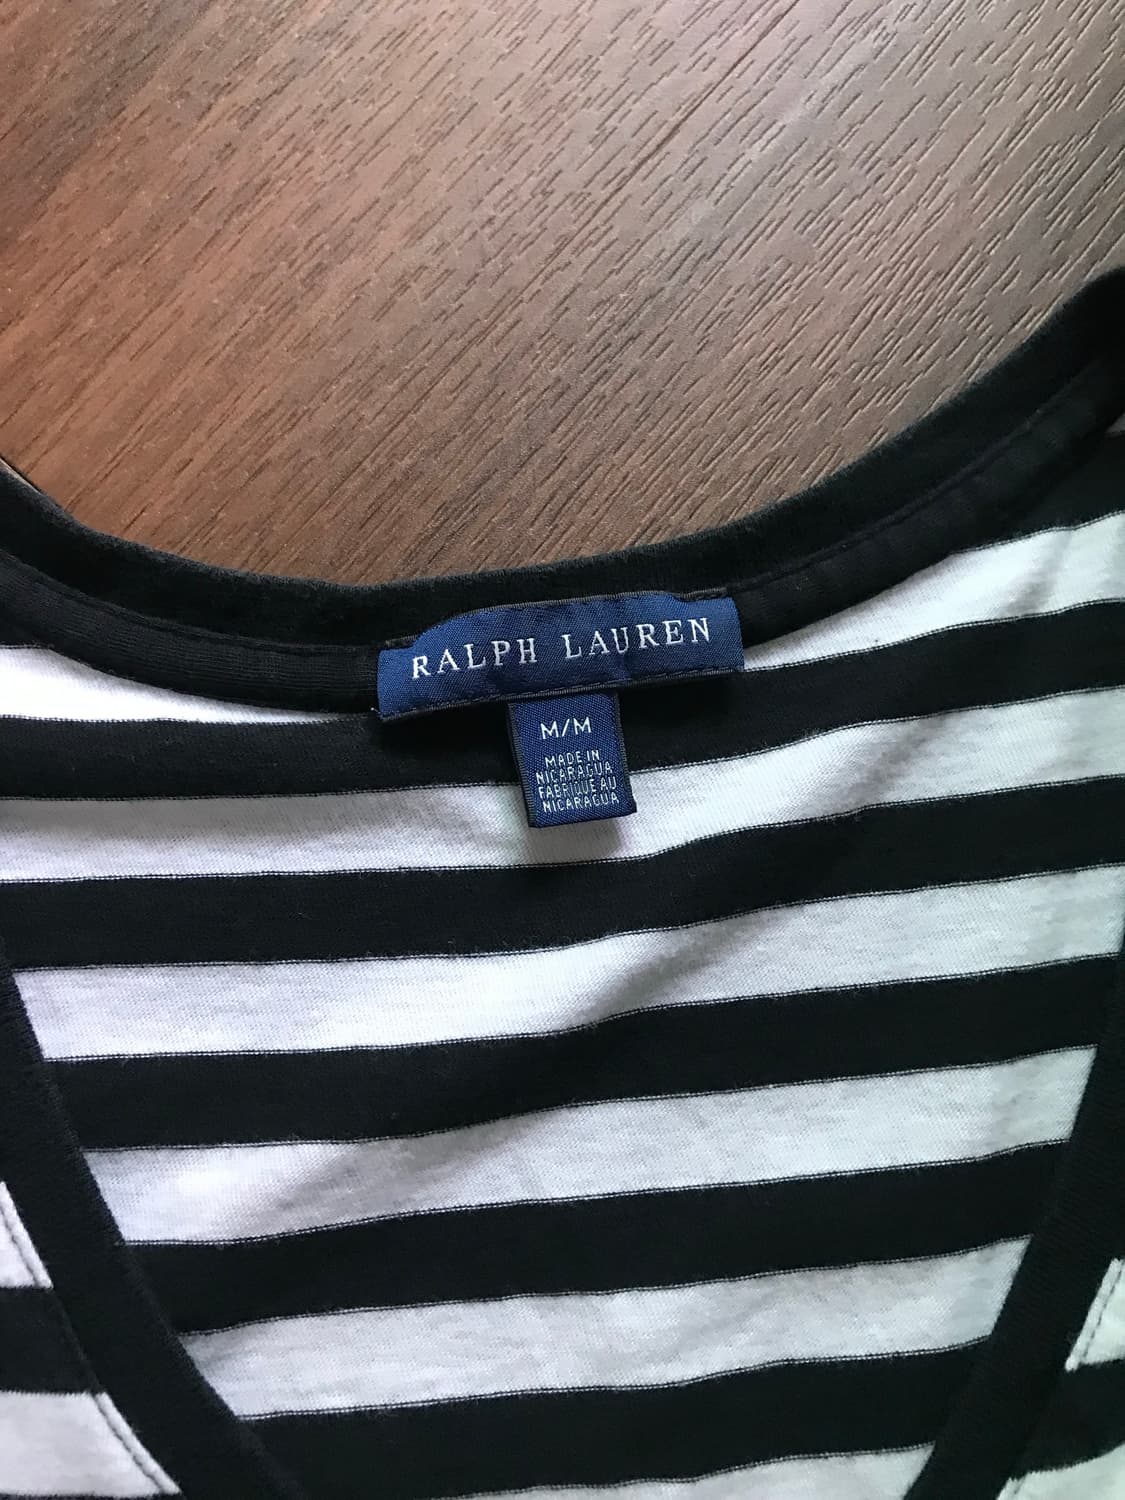 RALPH LAUREN
M/M
MADE IN
NICARAGUA
FABRIQUE AU
NICARAGUA